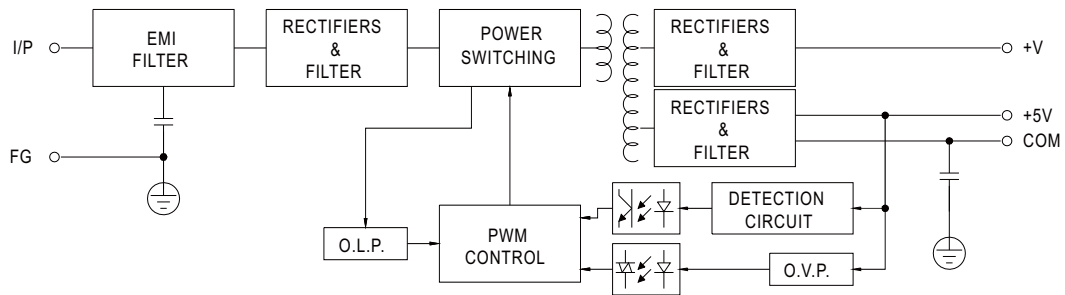 I/P
EMI
FILTER
RECTIFIERS
&
FILTER
POWER
SWITCHING
RECTIFIERS
&
FILTER
+V
RECTIFIERS
&
FILTER
+5V
COM
FG
DETECTION
CIRCUIT
O.L.P.
PWM
CONTROL
O.V.P.